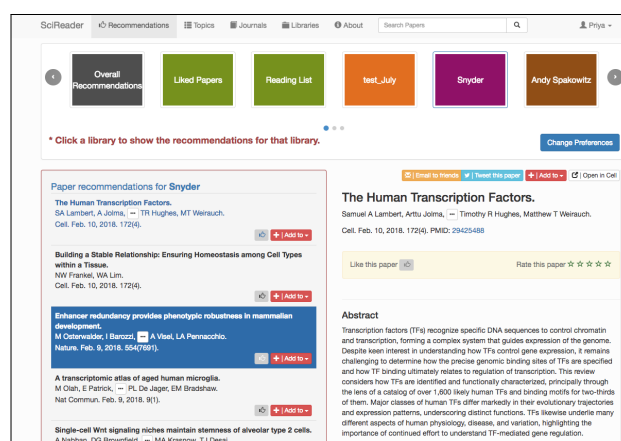 SciReader Recommendations Topics Journals Libraries About Search Papers Priya
Overall Recommendations
Liked Papers
Reading List
test_July
Snyder
Andy Spakowitz
* Click a library to show the recommendations for that library.
Change Preferences
Paper recommendations for Snyder
The Human Transcription Factors.
SA Lambert, A Jolma, ... TR Hughes, MT Weirauch.
Cell. Feb. 10, 2018. 172(4).
+ | Add to
Building a Stable Relationship: Ensuring Homeostasis among Cell Types
within a Tissue.
NW Frankel, WA Lim.
Cell. Feb. 10, 2018. 172(4).
+ | Add to
Enhancer redundancy provides phenotypic robustness in mammalian
development.
M Osterwalder, I Barozzi, ... A Visel, LA Pennacchio.
Nature. Feb. 9, 2018. 554(7691).
+ | Add to
A transcriptomic atlas of aged human microglia.
M Olah, E Patrick, ... PL De Jager, EM Bradshaw.
Nat Commun. Feb. 9, 2018. 9(1).
+ | Add to
Single-cell Wnt signaling niches maintain stemness of alveolar type 2 cells.
A Nabhan, DG Brownfield, ... MA Krasnow, TJ Desai.
| Email to friends | Tweet this paper + | Add to | Open in Cell
The Human Transcription Factors.
Samuel A Lambert, Arttu Jolma, ... Timothy R Hughes, Matthew T Weirauch.
Cell. Feb. 10, 2018. 172(4). PMID: 29425488
Like this paper Rate this paper
Abstract
Transcription factors (TFs) recognize specific DNA sequences to control chromatin
and transcription, forming a complex system that guides expression of the genome.
Despite keen interest in understanding how TFs control gene expression, it remains
challenging to determine how the precise genomic binding sites of TFs are specified
and how TF binding ultimately relates to regulation of transcription. This review
considers how TFs are identified and functionally characterized, principally through
the lens of a catalog of over 1,600 likely human TFs and binding motifs for two-thirds
of them. Major classes of human TFs differ markedly in their evolutionary trajectories
and expression patterns, underscoring distinct functions. TFs likewise underlie many
different aspects of human physiology, disease, and variation, highlighting the
importance of continued effort to understand TF-mediated gene regulation.